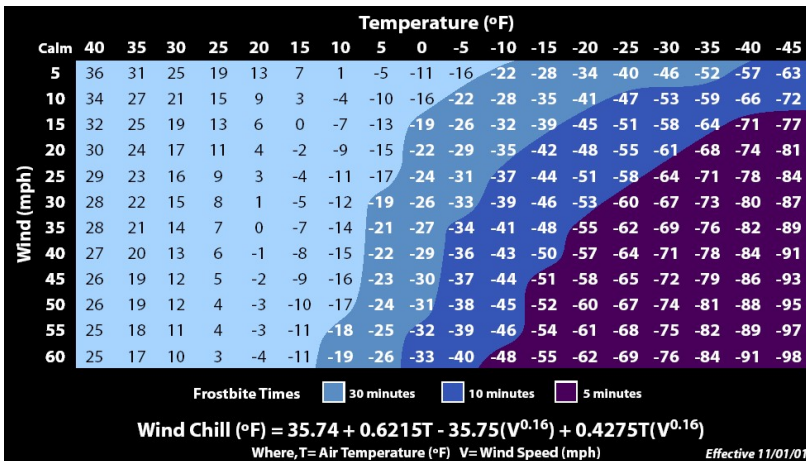 Temperature (ºF)
Calm 40 35 30 25 20 15 10 5 0 -5 -10 -15 -20 -25 -30 -35 -40 -45
5 36 31 25 19 13 7 1 -5 -11 -16 -22 -28 -34 -40 -46 -52 -57 -63
10 34 27 21 15 9 3 -4 -10 -16 -22 -28 -35 -41 -47 -53 -59 -66 -72
15 32 25 19 13 6 0 -7 -13 -19 -26 -32 -39 -45 -51 -58 -64 -71 -77
20 30 24 17 11 4 -2 -9 -15 -22 -29 -35 -42 -48 -55 -61 -68 -74 -81
25 29 23 16 9 3 -4 -11 -17 -24 -31 -37 -44 -51 -58 -64 -71 -78 -84
30 28 22 15 8 1 -5 -12 -19 -26 -33 -39 -46 -53 -60 -67 -73 -80 -87
35 28 21 14 7 0 -7 -14 -21 -27 -34 -41 -48 -55 -62 -69 -76 -82 -89
40 27 20 13 6 -1 -8 -15 -22 -29 -36 -43 -50 -57 -64 -71 -78 -84 -91
45 26 19 12 5 -2 -9 -16 -23 -30 -37 -44 -51 -58 -65 -72 -79 -86 -93
50 26 19 12 4 -3 -10 -17 -24 -31 -38 -45 -52 -60 -67 -74 -81 -88 -95
55 25 18 11 4 -3 -11 -18 -25 -32 -39 -46 -54 -61 -68 -75 -82 -89 -97
60 25 17 10 3 -4 -11 -19 -26 -33 -40 -48 -55 -62 -69 -76 -84 -91 -98
Wind (mph)
Frostbite Times 30 minutes 10 minutes 5 minutes
Wind Chill (ºF) = 35.74 + 0.6215T - 35.75(V0.16) + 0.4275T(V0.16)
Where,T= Air Temperature (ºF) V= Wind Speed (mph) Effective 11/01/01